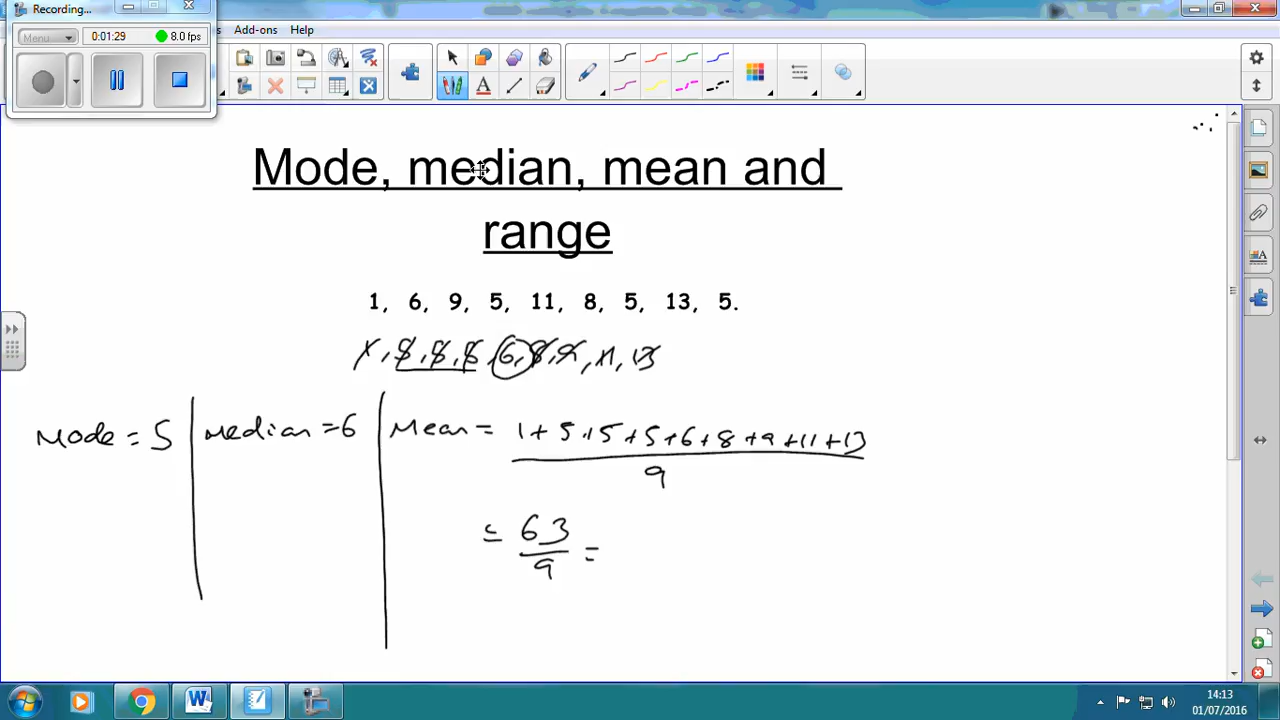 Recording...
Menu 0:01:29 8.0 fps
Add-ons Help
Mode, median, mean and
range
1, 6, 9, 5, 11, 8, 5, 13, 5.
1, 5, 5, 5, 6, 8, 9, 11, 13
Mode = 5 | median = 6 | Mean = 1 + 5 + 5 + 5 + 6 + 8 + 9 + 11 + 13
9
= 63
9 =
14:13
01/07/2016